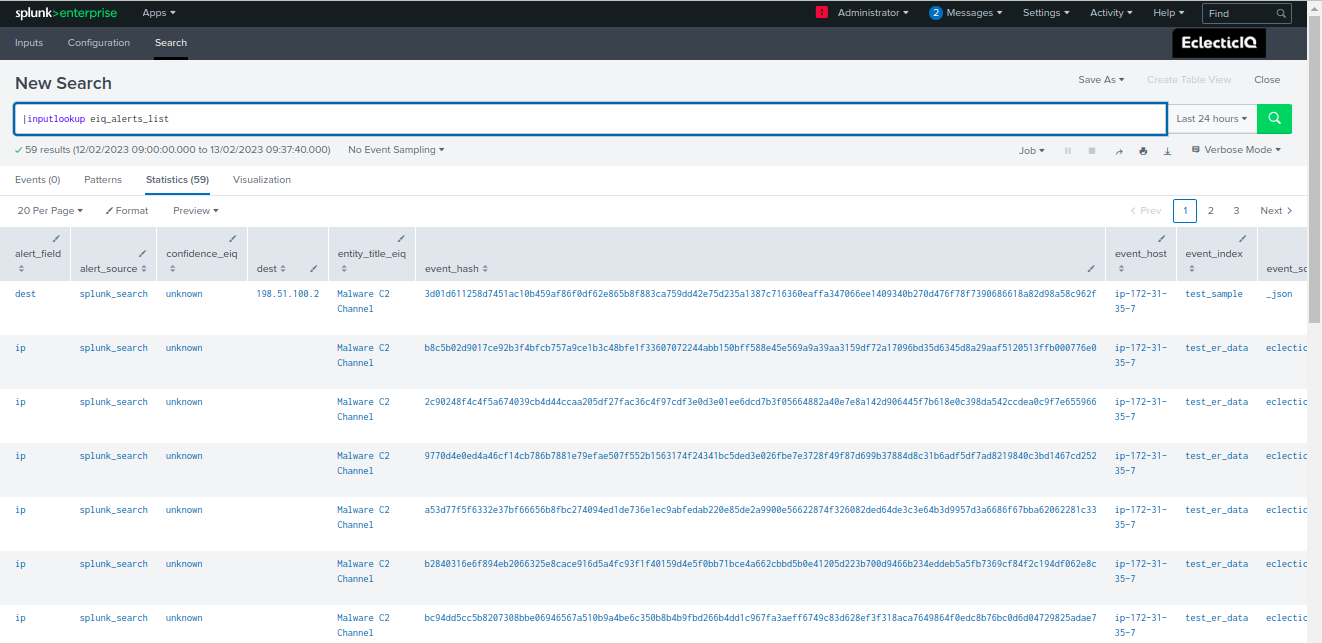 splunk>enterprise Apps ! Administrator 2 Messages Settings Activity Help Find
Inputs Configuration Search EclecticIQ
New Search Save As Create Table View Close
|inputlookup eiq_alerts_list Last 24 hours
59 results (12/02/2023 09:00:00.000 to 13/02/2023 09:37:40.000) No Event Sampling Job Verbose Mode
Events (0) Patterns Statistics (59) Visualization
20 Per Page Format Preview < Prev 1 2 3 Next >
alert_field alert_source confidence_eiq dest entity_title_eiq event_hash event_host event_index event_so
dest splunk_search unknown 198.51.100.2 Malware C2 3d01d611258d7451ac10b459af86f0df62e865b8f883ca759dd42e75d235a1387c716360eaffa347066ee1409340b270d476f78f7390686618a82d98a58c962f ip-172-31- test_sample _json
Channel 35-7
ip splunk_search unknown Malware C2 b8c5b02d9017ce92b3f4bfcb757a9ce1b3c48bfe1f33607072244abb150bff588e45e569a9a39aa3159df72a17096bd35d6345d8a29aaf5120513ffb000776e0 ip-172-31- test_er_data eclectic
Channel 35-7
ip splunk_search unknown Malware C2 2c90248f4c4f5a674039cb4d44ccaa205df27fac36c4f97cdf3e0d3e01ee6dcd7b3f05664882a40e7e8a142d906445f7b618e0c398da542ccdea0c9f7e655966 ip-172-31- test_er_data eclectic
Channel 35-7
ip splunk_search unknown Malware C2 9770d4e0ed4a46cf14cb786b7881e79efae507f552b1563174f24341bc5ded3e026fbe7e3728f49f87d699b37884d8c31b6adf5df7ad8219840c3bd1467cd252 ip-172-31- test_er_data eclectic
Channel 35-7
ip splunk_search unknown Malware C2 a53d77f5f6332e37bf66656b8fbc274094ed1de736e1ec9abfedab220e85de2a9900e56622874f326082ded64de3c3e64b3d9957d3a6686f67bba62062281c33 ip-172-31- test_er_data eclectic
Channel 35-7
ip splunk_search unknown Malware C2 b2840316e6f894eb2066325e8cace916d5a4fc93f1f40159d4e5f0bb71bce4a662cbbd5b0e41205d223b700d9466b234eddeb5a5fb7369cf84f2c194df062e8c ip-172-31- test_er_data eclectic
Channel 35-7
ip splunk_search unknown Malware C2 bc94dd5cc5b8207308bbe06946567a510b9a4be6c350b8b4b9fbd266b4dd1c967fa3aeff6749c83d628ef3f318aca7649864f0edc8b76bc0d6d04729825adae7 ip-172-31- test_er_data eclectic
Channel 35-7